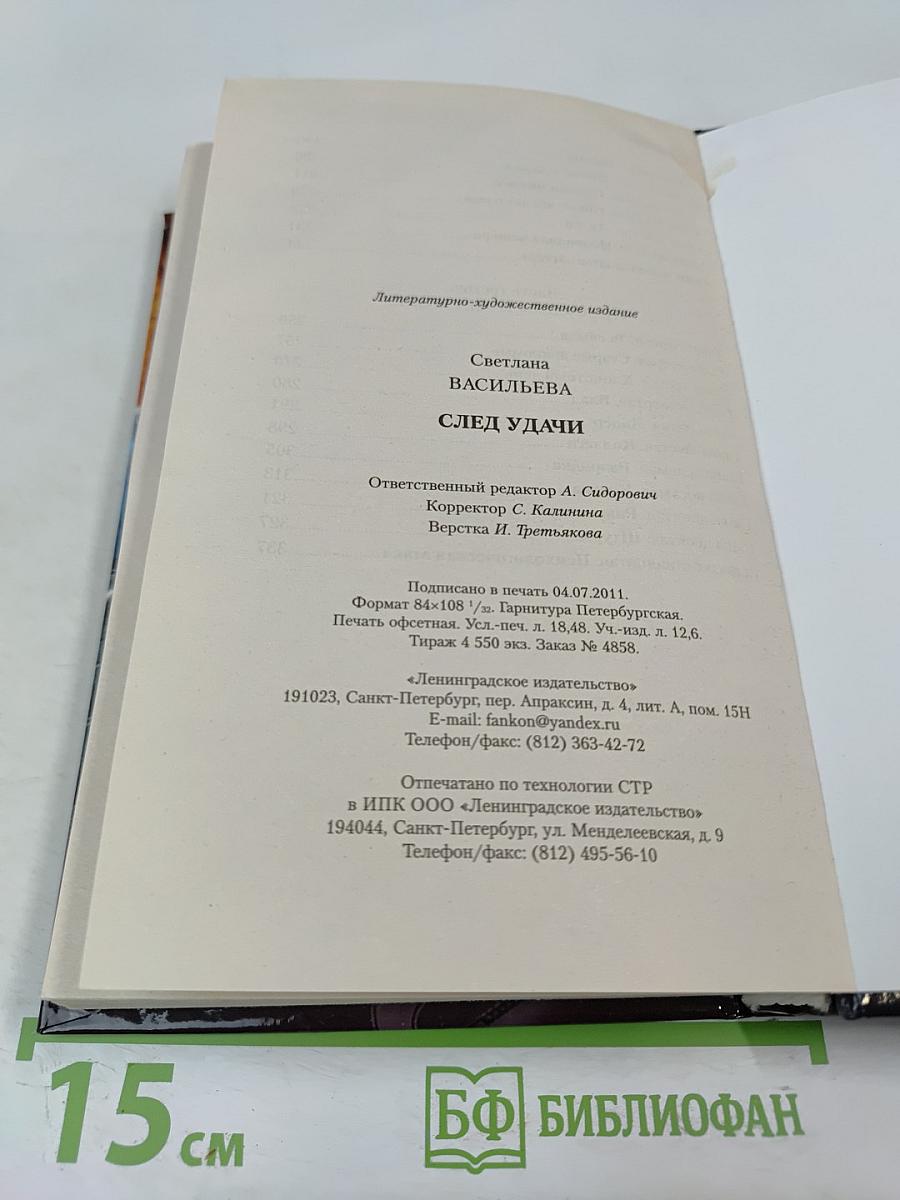 Литературно-художественное издание
Светлана
ВАСИЛЬЕВА
СЛЕД УДАЧИ
Ответственный редактор А. Сидорович
Корректор С. Калинина
Верстка И. Третьякова
Подписано в печать 04.07.2011.
Формат 84×108 1/32. Гарнитура Петербургская.
Печать офсетная. Усл.-печ. л. 18,48. Уч.-изд. л. 12,6.
Тираж 4 550 экз. Заказ № 4858.
«Ленинградское издательство»
191023, Санкт-Петербург, пер. Апраксин, д. 4, лит. А, пом. 15Н
E-mail: fankon@yandex.ru
Телефон/факс: (812) 363-42-72
Отпечатано по технологии СТР
в ИПК ООО «Ленинградское издательство»
194044, Санкт-Петербург, ул. Менделеевская, д. 9
Телефон/факс: (812) 495-56-10
15 см
БФ БИБЛИОФАН